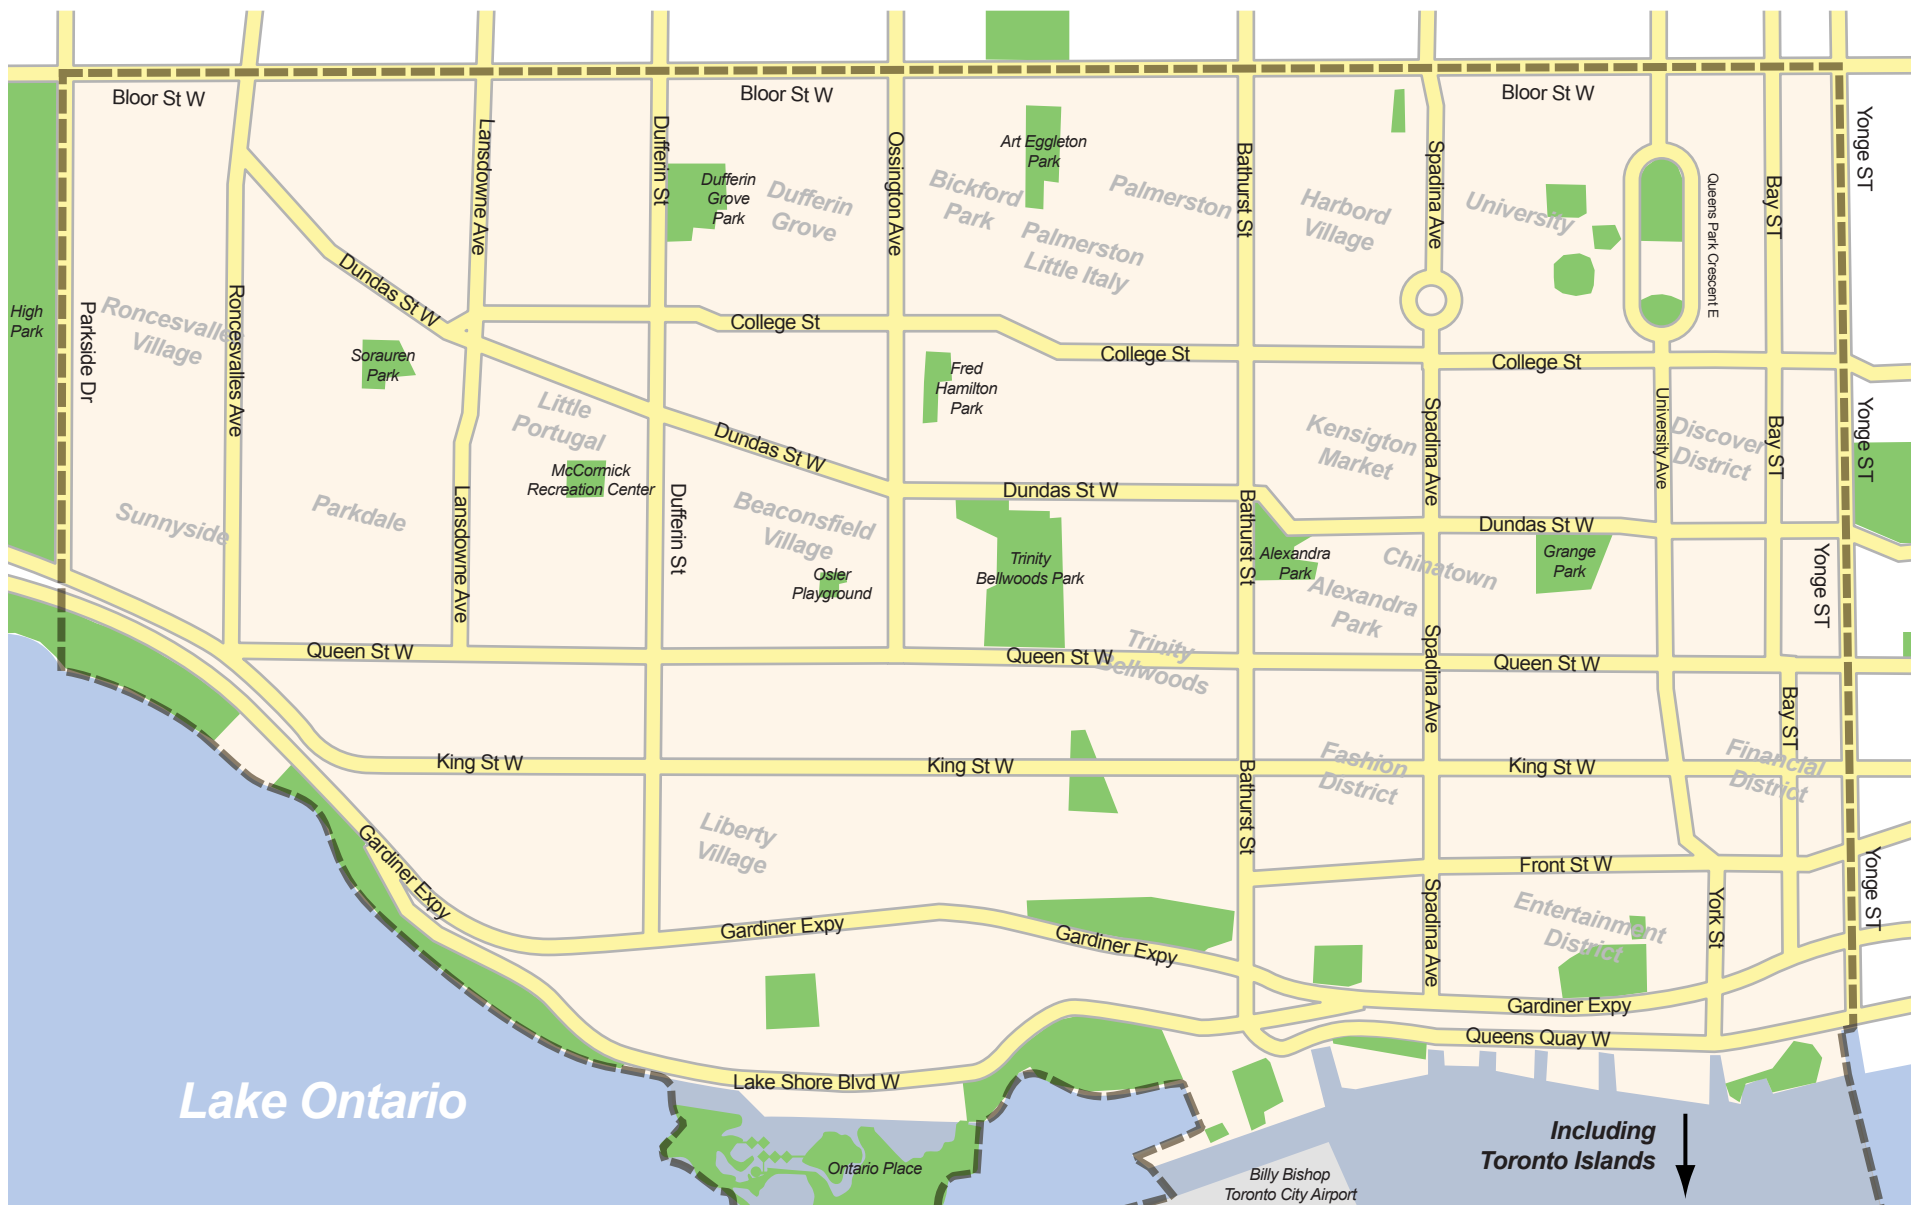 Bloor St W
Bloor St W
Bloor St W
Lansdowne Ave
Dufferin St
Ossington Ave
Bathurst St
Spadina Ave
Queens Park Crescent E
Bay ST
Yonge ST
Art Eggleton
Park
Dufferin
Grove
Park
Dufferin
Grove
Bickford
Park
Palmerston
Palmerston
Little Italy
Harbord
Village
University
High
Park
Parkside Dr
Roncesvalles
Village
Roncesvalles Ave
Dundas St W
Sorauren
Park
College St
College St
College St
Fred
Hamilton
Park
Little
Portugal
Dundas St W
McCormick
Recreation Center
Kensigton
Market
Spadina Ave
University Ave
Discover
District
Bay ST
Yonge ST
Sunnyside
Parkdale
Lansdowne Ave
Dufferin St
Beaconsfield
Village
Osler
Playground
Dundas St W
Trinity
Bellwoods Park
Bathurst St
Alexandra
Park
Alexandra
Park
Chinatown
Dundas St W
Grange
Park
Yonge ST
Queen St W
Queen St W
Trinity
Bellwoods
Spadina Ave
Queen St W
Bay ST
King St W
King St W
Bathurst St
Fashion
District
King St W
Financial
District
Gardiner Expy
Liberty
Village
Front St W
Yonge ST
Gardiner Expy
Gardiner Expy
Spadina Ave
Entertainment
District
York St
Gardiner Expy
Queens Quay W
Lake Shore Blvd W
Lake Ontario
Ontario Place
Including
Toronto Islands
Billy Bishop
Toronto City Airport